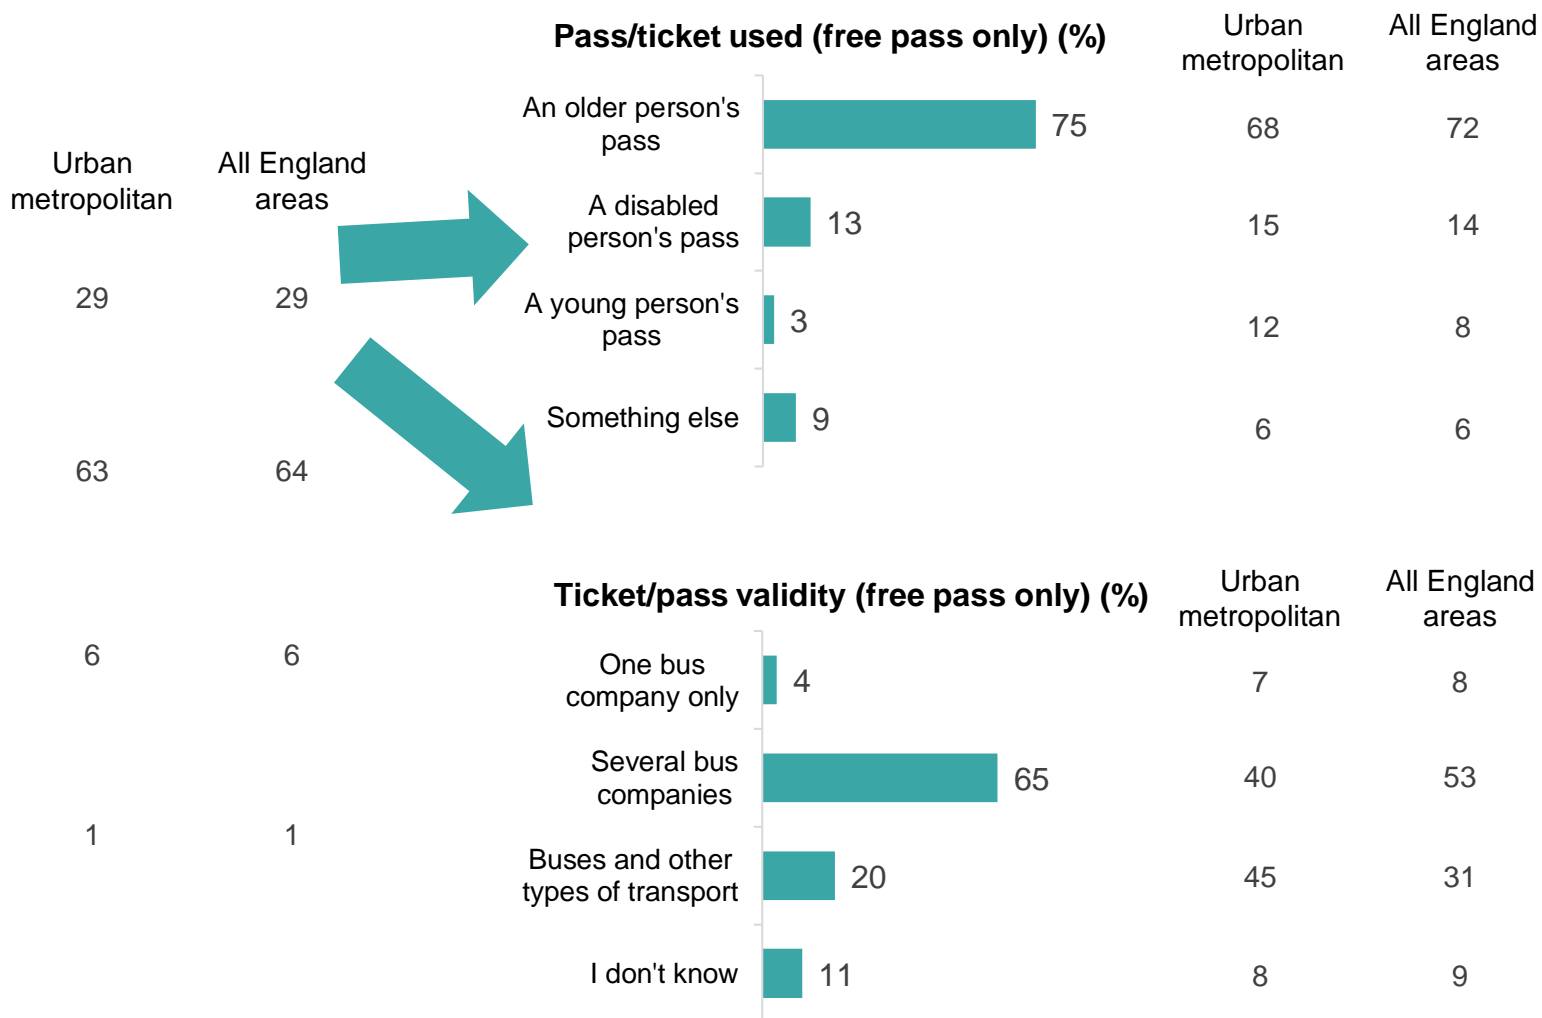 Urban
metropolitan
All England
areas
29 29
63 64
6 6
1 1
Pass/ticket used (free pass only) (%)
Urban
metropolitan
All England
areas
An older person's
pass
75 68 72
A disabled
person's pass
13 15 14
A young person's
pass
3 12 8
Something else 9 6 6
Ticket/pass validity (free pass only) (%)
Urban
metropolitan
All England
areas
One bus
company only
4 7 8
Several bus
companies
65 40 53
Buses and other
types of transport
20 45 31
I don't know 11 8 9